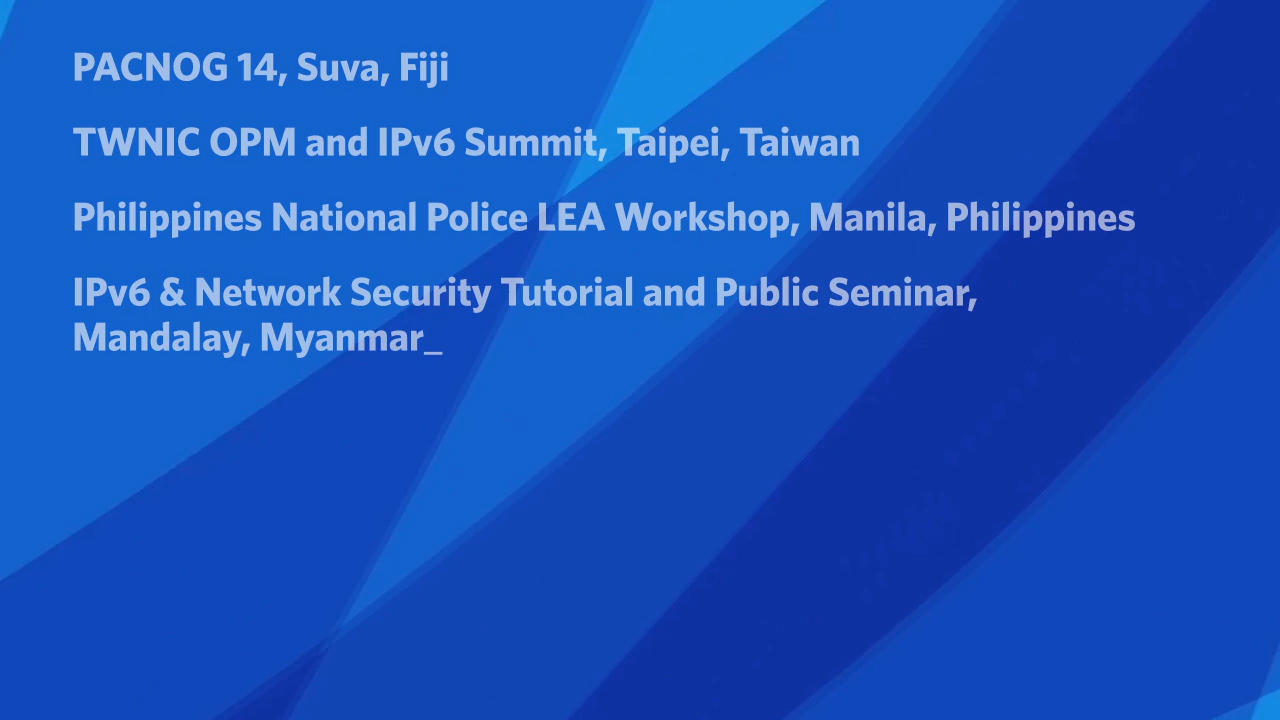 PACNOG 14, Suva, Fiji
TWNIC OPM and IPv6 Summit, Taipei, Taiwan
Philippines National Police LEA Workshop, Manila, Philippines
IPv6 & Network Security Tutorial and Public Seminar,
Mandalay, Myanmar_